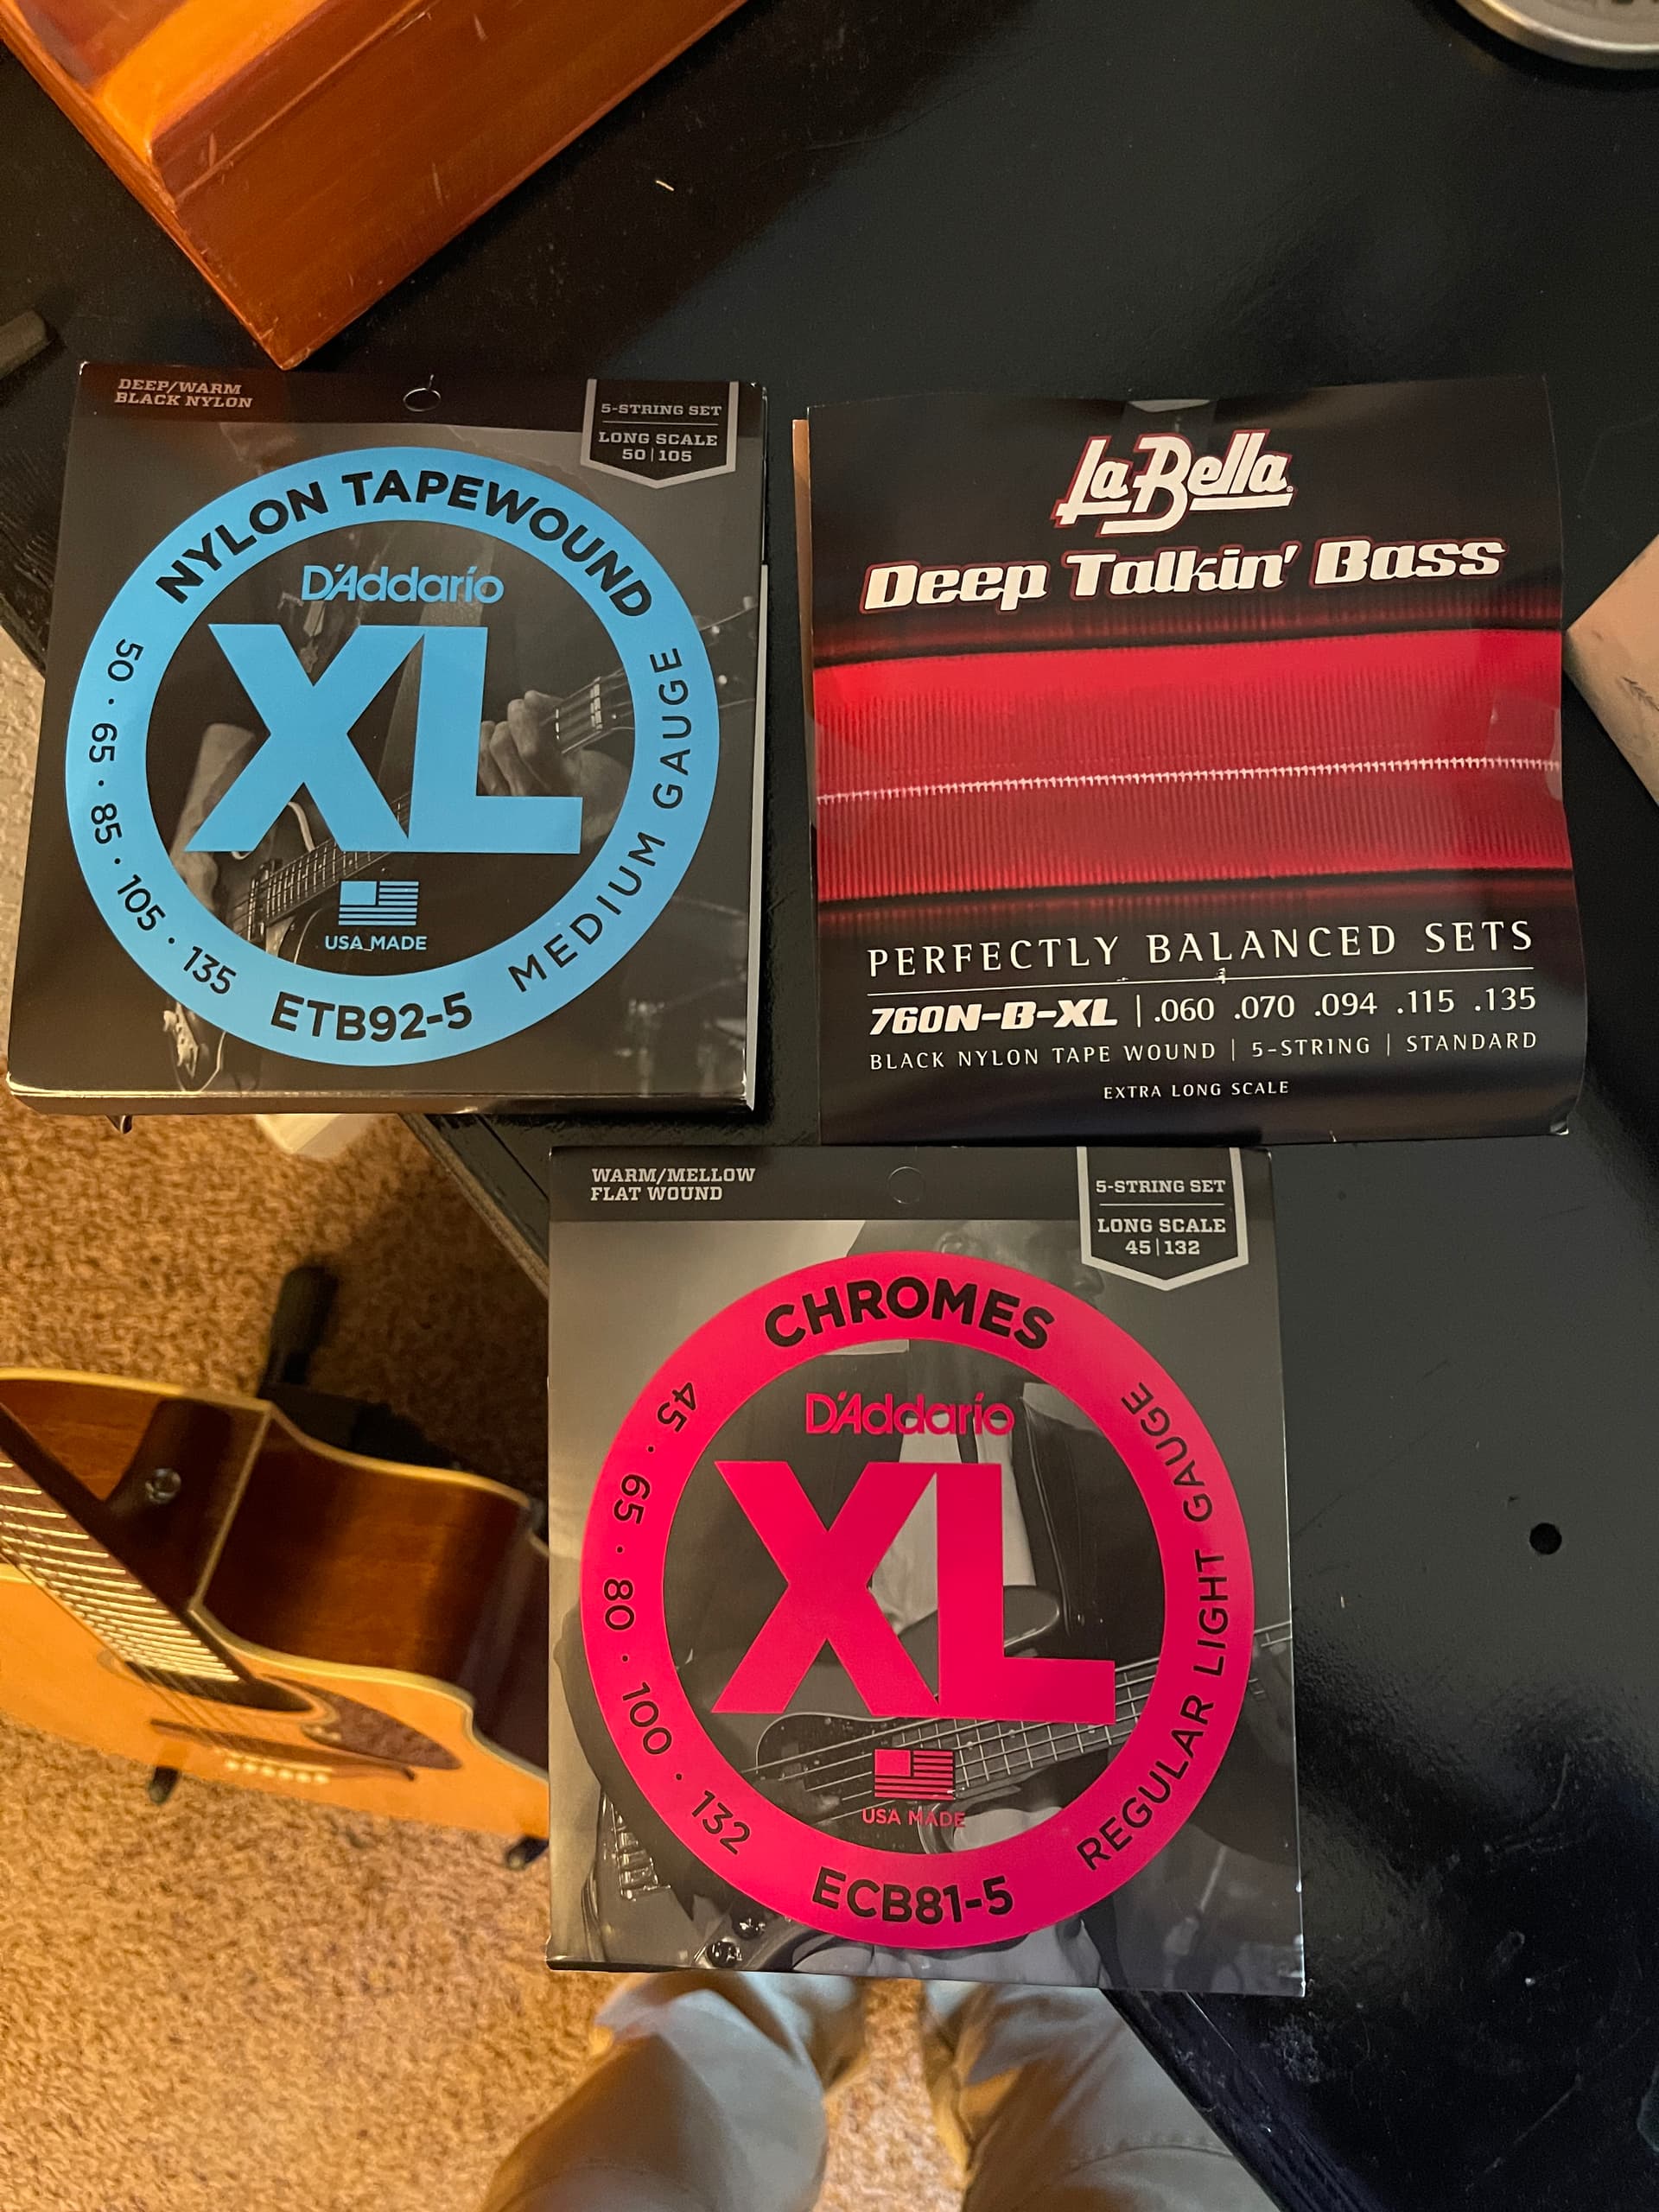 DEEP/WARM
BLACK NYLON
5-STRING SET
LONG SCALE
50|105
NYLON TAPEWOUND
D'Addario
XL
USA MADE
50 · 65 · 85 · 105 · 135
ETB92-5
MEDIUM GAUGE
La Bella
Deep Talkin' Bass
PERFECTLY BALANCED SETS
760N-B-XL | .060 .070 .094 .115 .135
BLACK NYLON TAPE WOUND | 5-STRING | STANDARD
EXTRA LONG SCALE
WARM/MELLOW
FLAT WOUND
5-STRING SET
LONG SCALE
45|132
CHROMES
D'Addario
XL
USA MADE
45 · 65 · 80 · 100 · 132
ECB81-5
REGULAR LIGHT GAUGE